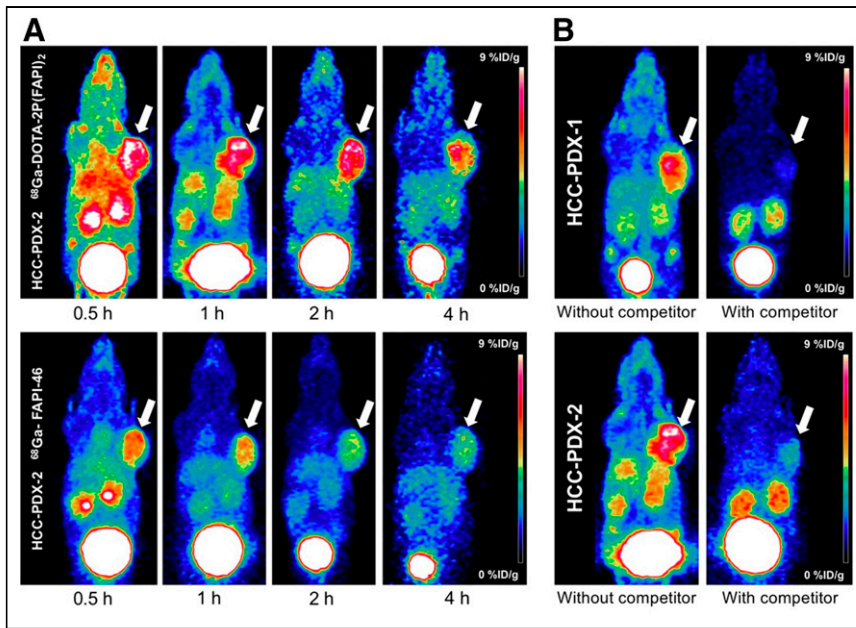 A
HCC-PDX-2 ⁶⁸Ga-DOTA-2P(FAPI)₂
9 %ID/g
0 %ID/g
0.5 h
1 h
2 h
4 h
HCC-PDX-2 ⁶⁸Ga- FAPI-46
9 %ID/g
0 %ID/g
0.5 h
1 h
2 h
4 h
B
HCC-PDX-1
9 %ID/g
0 %ID/g
Without competitor
With competitor
HCC-PDX-2
9 %ID/g
0 %ID/g
Without competitor
With competitor